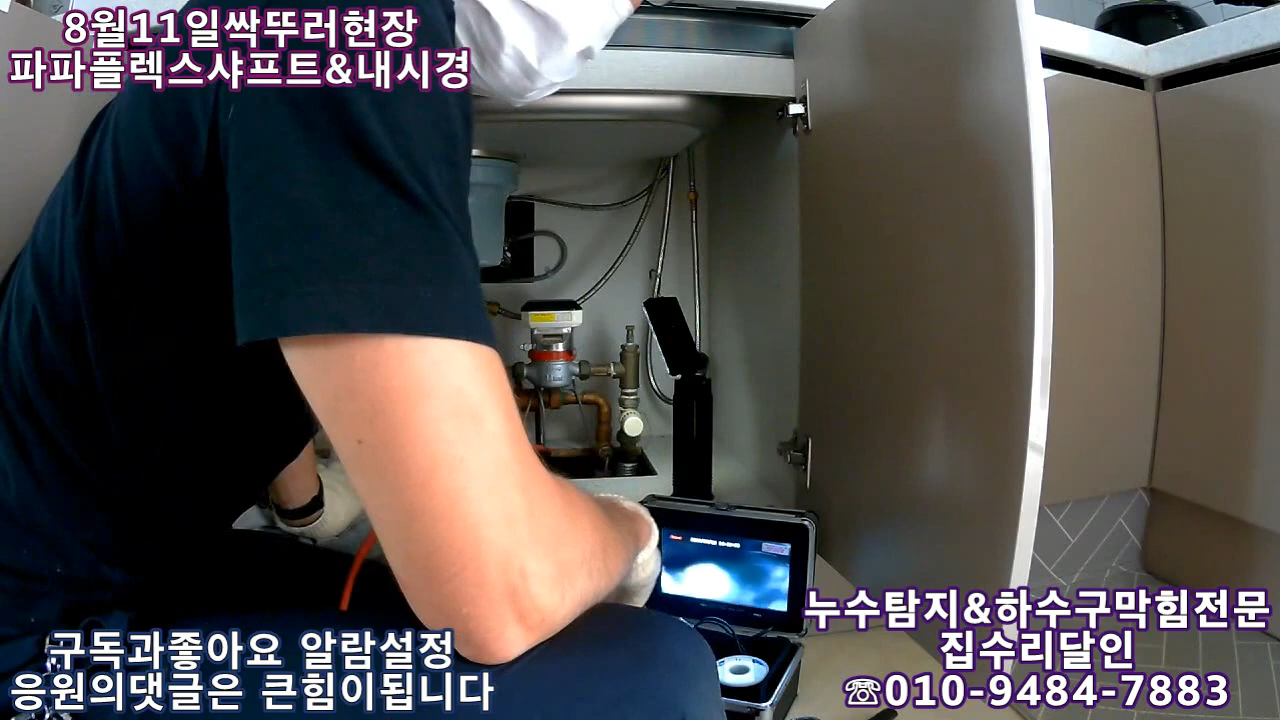 8월11일싹뚜러현장
파파플렉스샤프트&내시경
누수탐지&하수구막힘전문
집수리달인
☏010-9484-7883
구독과좋아요 알람설정
응원의댓글은 큰힘이됩니다